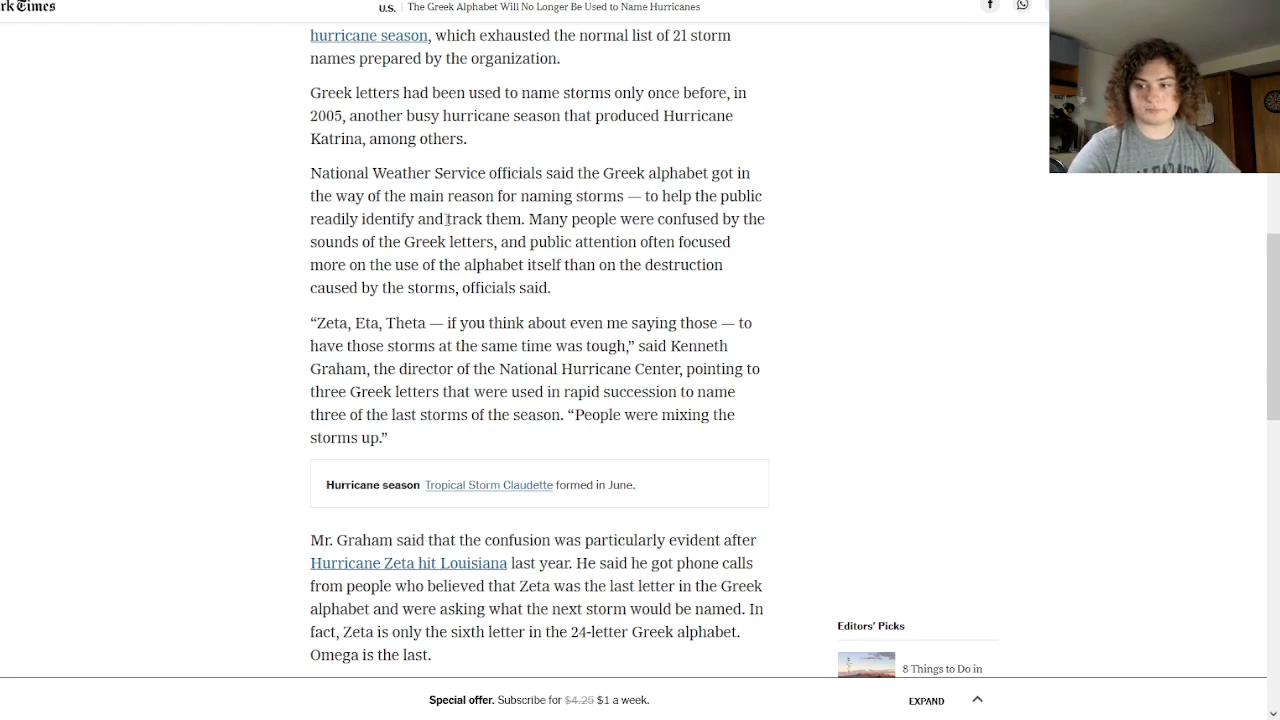 rk Times
U.S. | The Greek Alphabet Will No Longer Be Used to Name Hurricanes
hurricane season, which exhausted the normal list of 21 storm
names prepared by the organization.
Greek letters had been used to name storms only once before, in
2005, another busy hurricane season that produced Hurricane
Katrina, among others.
National Weather Service officials said the Greek alphabet got in
the way of the main reason for naming storms — to help the public
readily identify and track them. Many people were confused by the
sounds of the Greek letters, and public attention often focused
more on the use of the alphabet itself than on the destruction
caused by the storms, officials said.
“Zeta, Eta, Theta — if you think about even me saying those — to
have those storms at the same time was tough,” said Kenneth
Graham, the director of the National Hurricane Center, pointing to
three Greek letters that were used in rapid succession to name
three of the last storms of the season. “People were mixing the
storms up.”
Hurricane season Tropical Storm Claudette formed in June.
Mr. Graham said that the confusion was particularly evident after
Hurricane Zeta hit Louisiana last year. He said he got phone calls
from people who believed that Zeta was the last letter in the Greek
alphabet and were asking what the next storm would be named. In
fact, Zeta is only the sixth letter in the 24-letter Greek alphabet.
Omega is the last.
Editors’ Picks
8 Things to Do in
Special offer. Subscribe for $4.25 $1 a week.
EXPAND